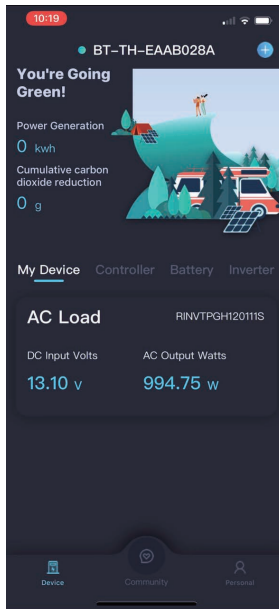 10:19
BT-TH-EAAB028A
You're Going
Green!
Power Generation
0 kwh
Cumulative carbon
dioxide reduction
0 g
My Device Controller Battery Inverter
AC Load RINVTPGH120111S
DC Input Volts AC Output Watts
13.10 V 994.75 W
Device Community Personal